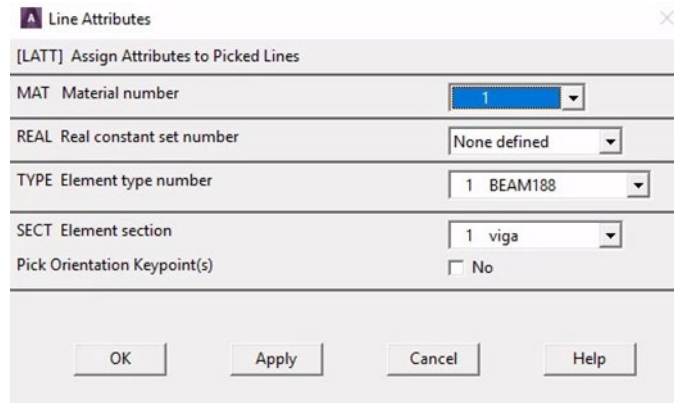 Line Attributes
[LATT] Assign Attributes to Picked Lines
MAT Material number 1
REAL Real constant set number None defined
TYPE Element type number 1 BEAM188
SECT Element section 1 viga
Pick Orientation Keypoint(s) No
OK Apply Cancel Help